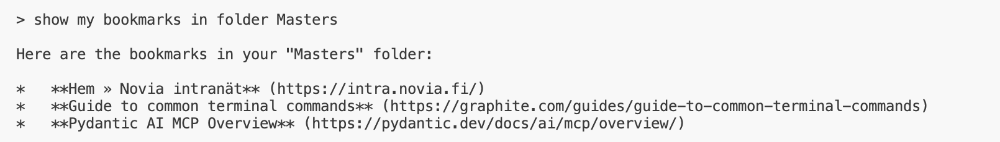 > show my bookmarks in folder Masters
Here are the bookmarks in your "Masters" folder:
*   **Hem » Novia intranät** (https://intra.novia.fi/)
*   **Guide to common terminal commands** (https://graphite.com/guides/guide-to-common-terminal-commands)
*   **Pydantic AI MCP Overview** (https://pydantic.dev/docs/ai/mcp/overview/)